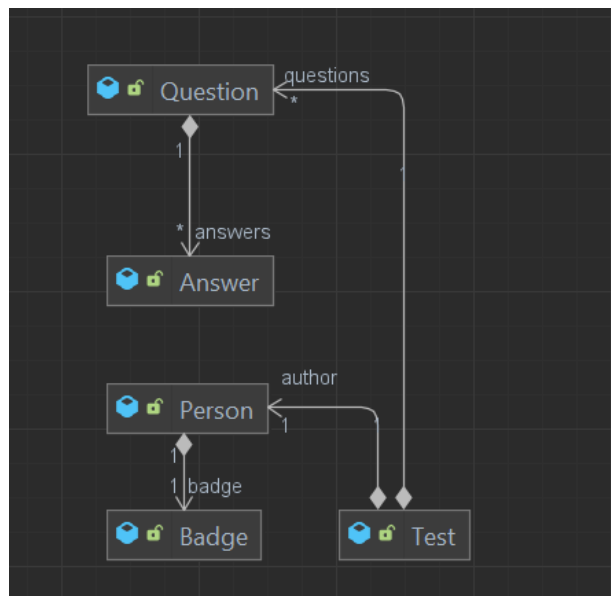 questions
Question
*
1
* answers
Answer
author
Person
1
1
1 badge
Badge
Test